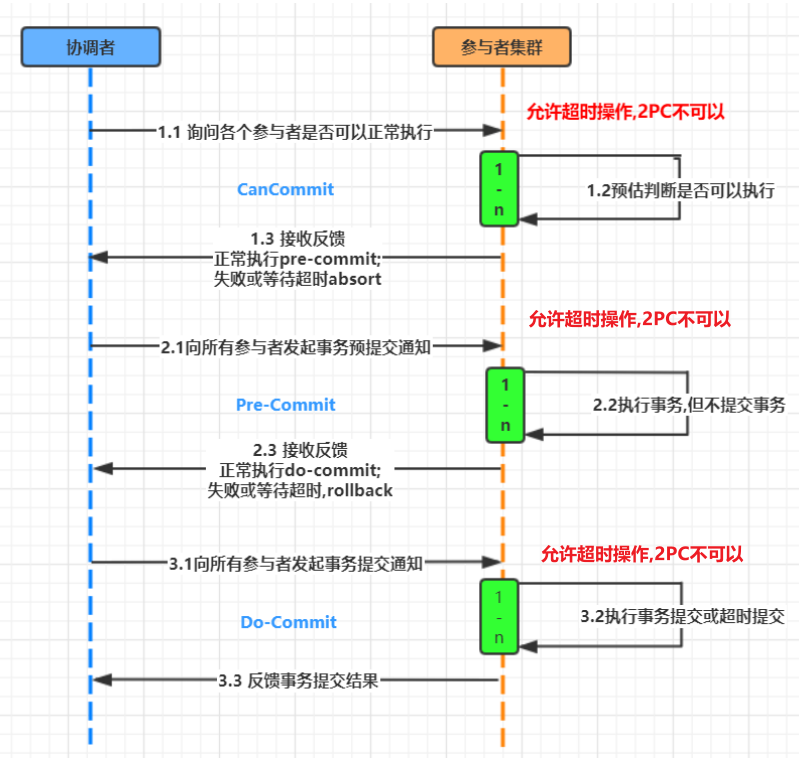 协调者
参与者集群
允许超时操作,2PC不可以
1.1 询问各个参与者是否可以正常执行
1
-
n
CanCommit
1.2预估判断是否可以执行
1.3 接收反馈
正常执行pre-commit;
失败或等待超时absort
允许超时操作,2PC不可以
2.1向所有参与者发起事务预提交通知
1
-
n
Pre-Commit
2.2执行事务,但不提交事务
2.3 接收反馈
正常执行do-commit;
失败或等待超时,rollback
允许超时操作,2PC不可以
3.1向所有参与者发起事务提交通知
1
-
n
Do-Commit
3.2执行事务提交或超时提交
3.3 反馈事务提交结果